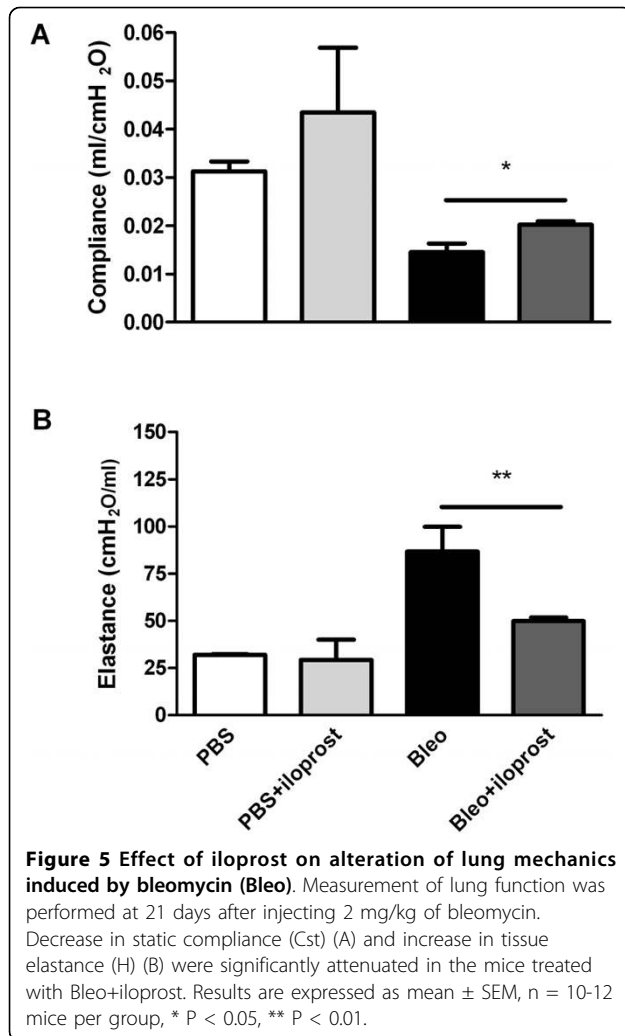 A
0.06
0.05
0.04
0.03
0.02
0.01
0.00
Compliance (ml/cmH2O)
*
B
150
125
100
75
50
25
0
Elastance (cmH2O/ml)
**
PBS
PBS+iloprost
Bleo
Bleo+iloprost
Figure 5 Effect of iloprost on alteration of lung mechanics
induced by bleomycin (Bleo). Measurement of lung function was
performed at 21 days after injecting 2 mg/kg of bleomycin.
Decrease in static compliance (Cst) (A) and increase in tissue
elastance (H) (B) were significantly attenuated in the mice treated
with Bleo+iloprost. Results are expressed as mean ± SEM, n = 10-12
mice per group, * P < 0.05, ** P < 0.01.